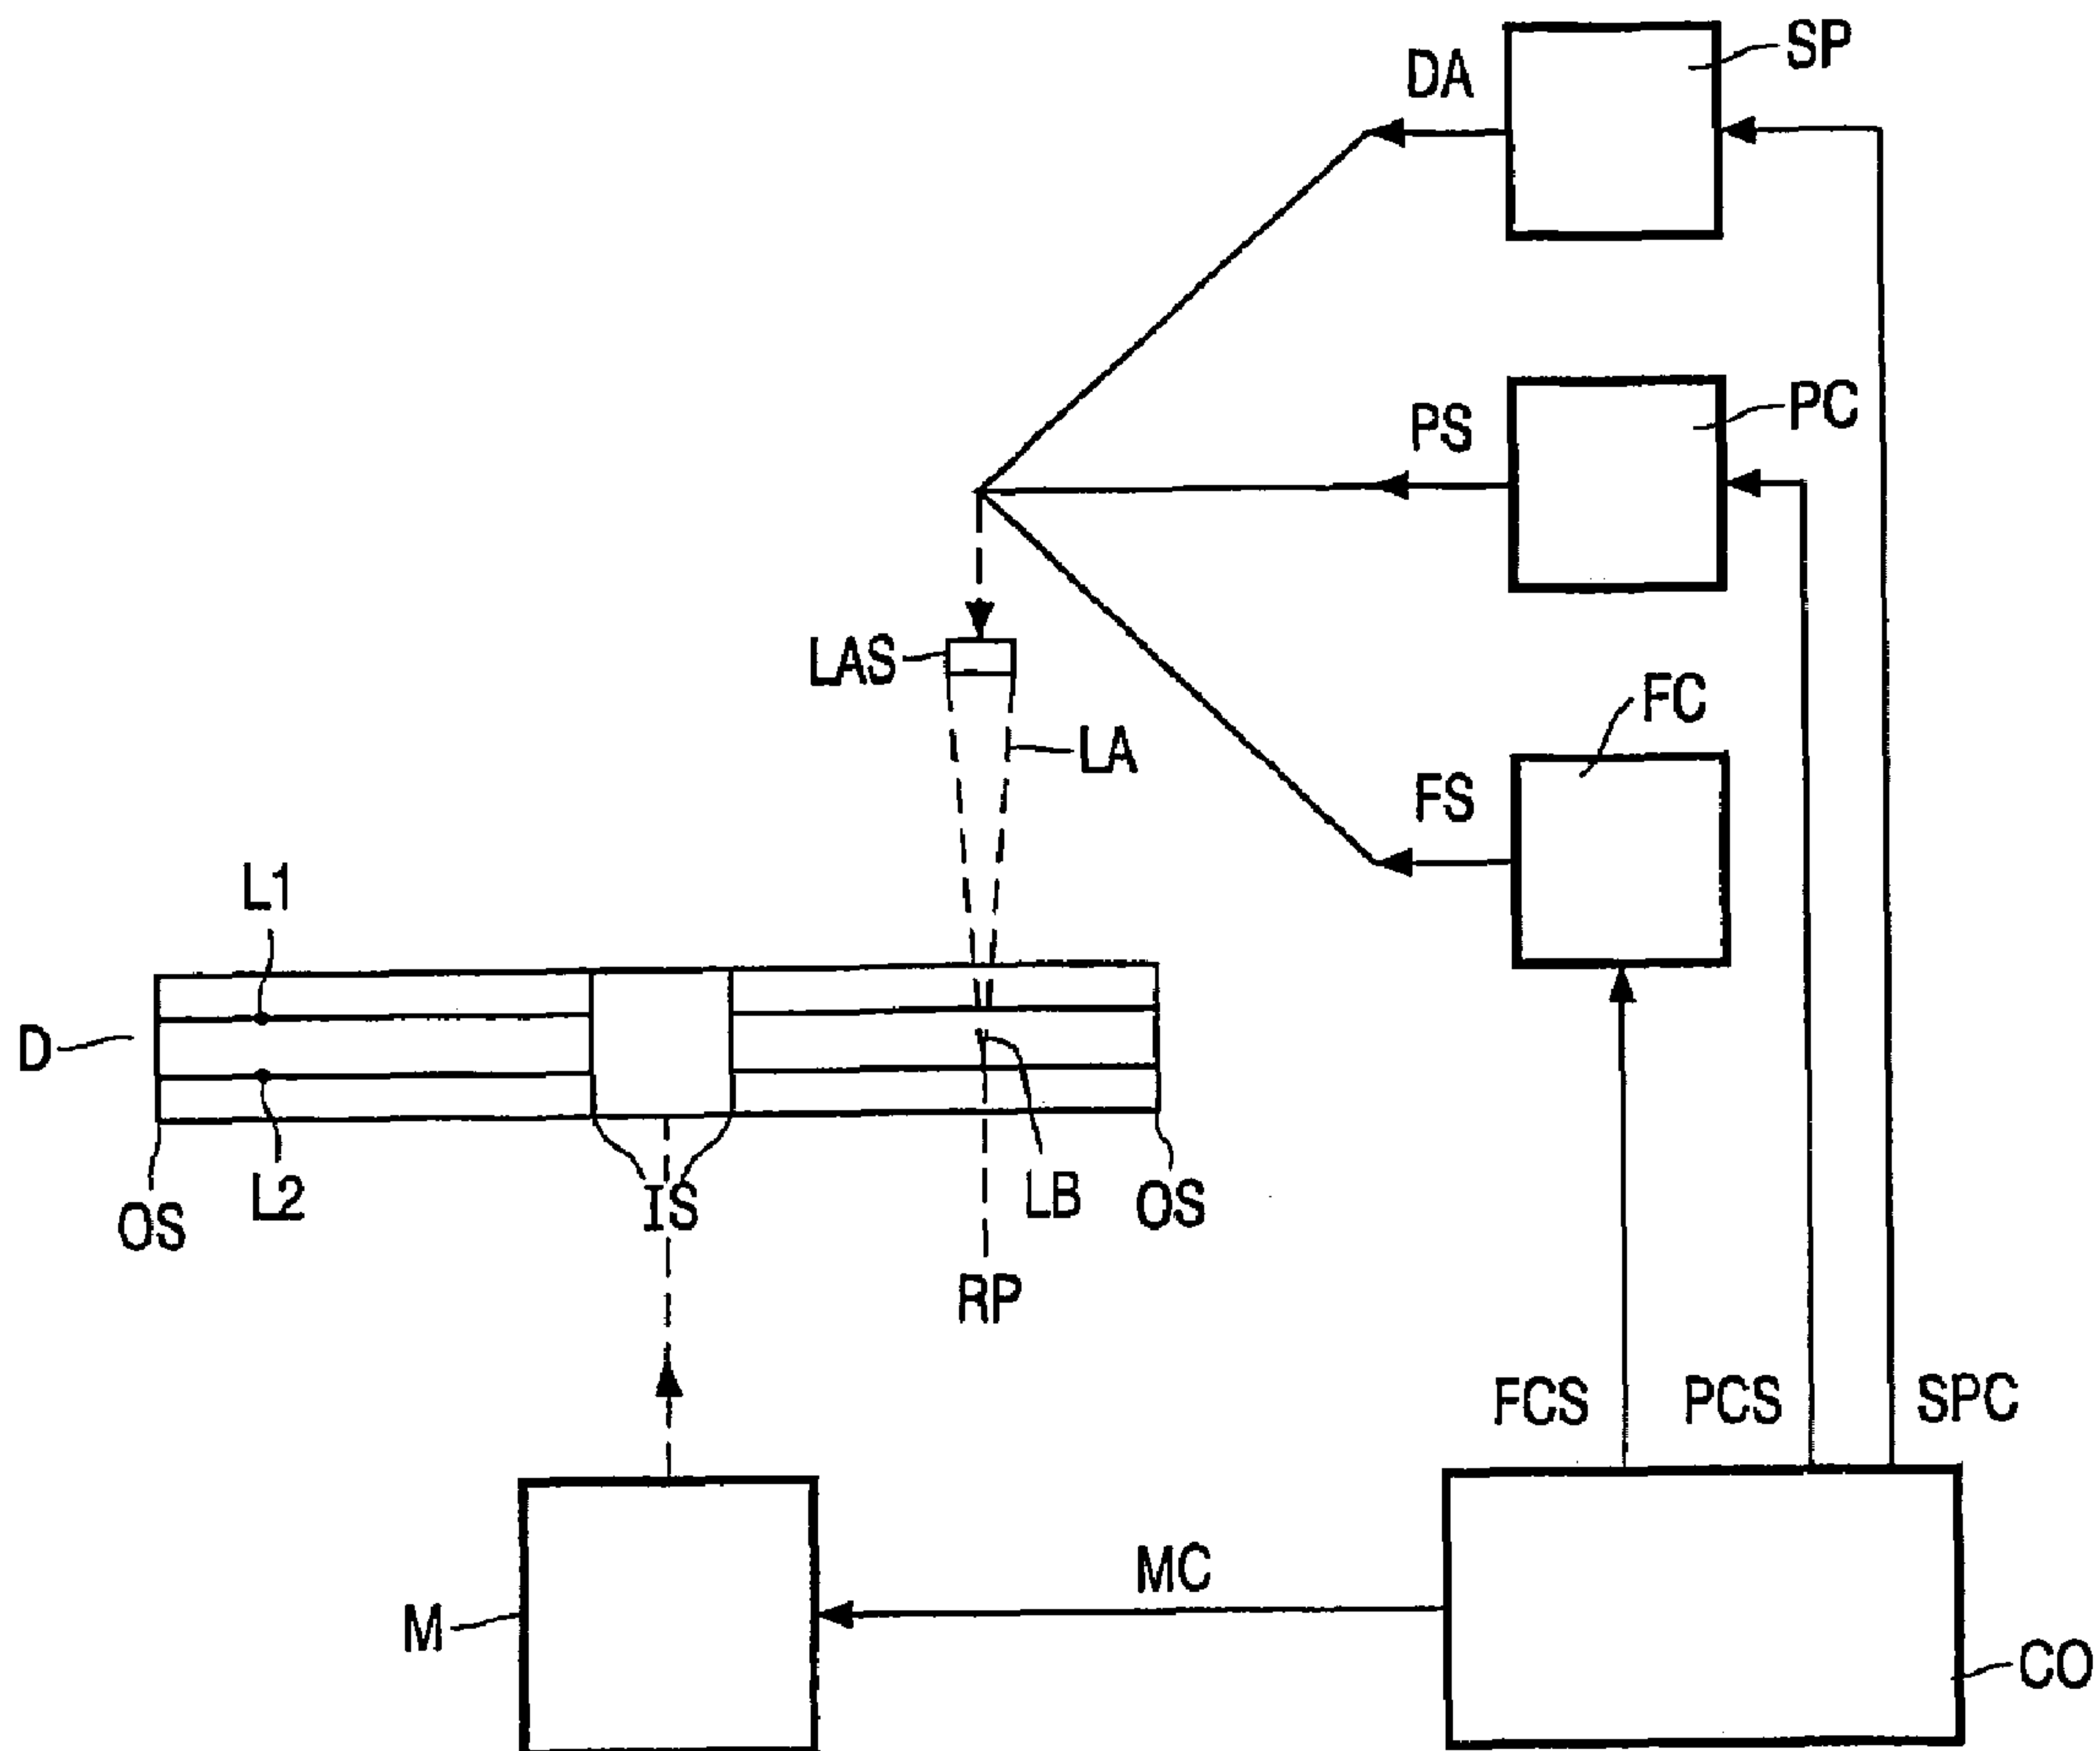 SP
DA
PC
PS
LAS
FC
LA
FS
L1
D
L2
IS
LB
OS
OS
RP
FCS
PCS
SPC
MC
M
CO